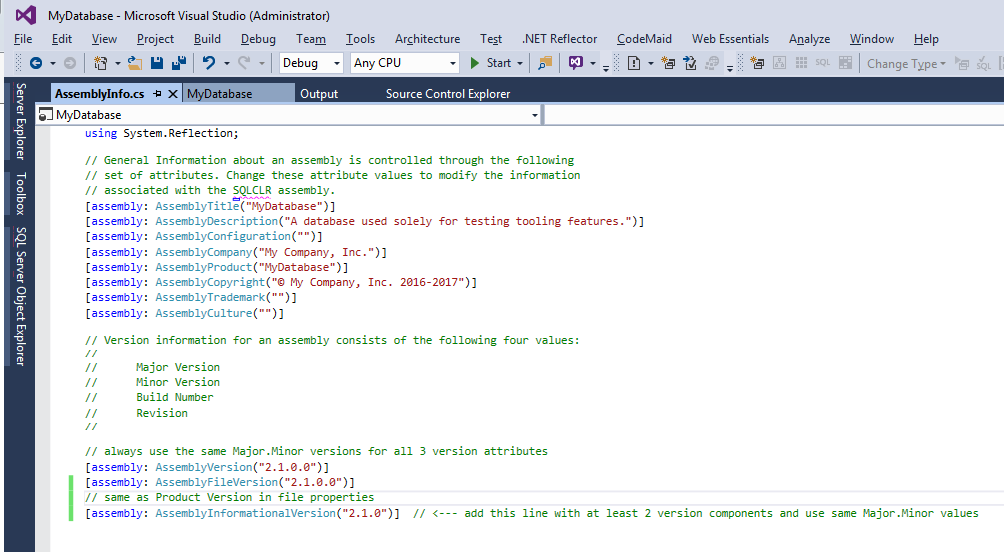 MyDatabase - Microsoft Visual Studio (Administrator)
File Edit View Project Build Debug Team Tools Architecture Test .NET Reflector CodeMaid Web Essentials Analyze Window Help
Debug Any CPU Start SQL Change Type SQL
AssemblyInfo.cs MyDatabase Output Source Control Explorer
MyDatabase
Server Explorer
Toolbox
SQL Server Object Explorer
using System.Reflection;
// General Information about an assembly is controlled through the following
// set of attributes. Change these attribute values to modify the information
// associated with the SQLCLR assembly.
[assembly: AssemblyTitle("MyDatabase")]
[assembly: AssemblyDescription("A database used solely for testing tooling features.")]
[assembly: AssemblyConfiguration("")]
[assembly: AssemblyCompany("My Company, Inc.")]
[assembly: AssemblyProduct("MyDatabase")]
[assembly: AssemblyCopyright("© My Company, Inc. 2016-2017")]
[assembly: AssemblyTrademark("")]
[assembly: AssemblyCulture("")]
// Version information for an assembly consists of the following four values:
//
// Major Version
// Minor Version
// Build Number
// Revision
//
// always use the same Major.Minor versions for all 3 version attributes
[assembly: AssemblyVersion("2.1.0.0")]
[assembly: AssemblyFileVersion("2.1.0.0")]
// same as Product Version in file properties
[assembly: AssemblyInformationalVersion("2.1.0")] // <--- add this line with at least 2 version components and use same Major.Minor values